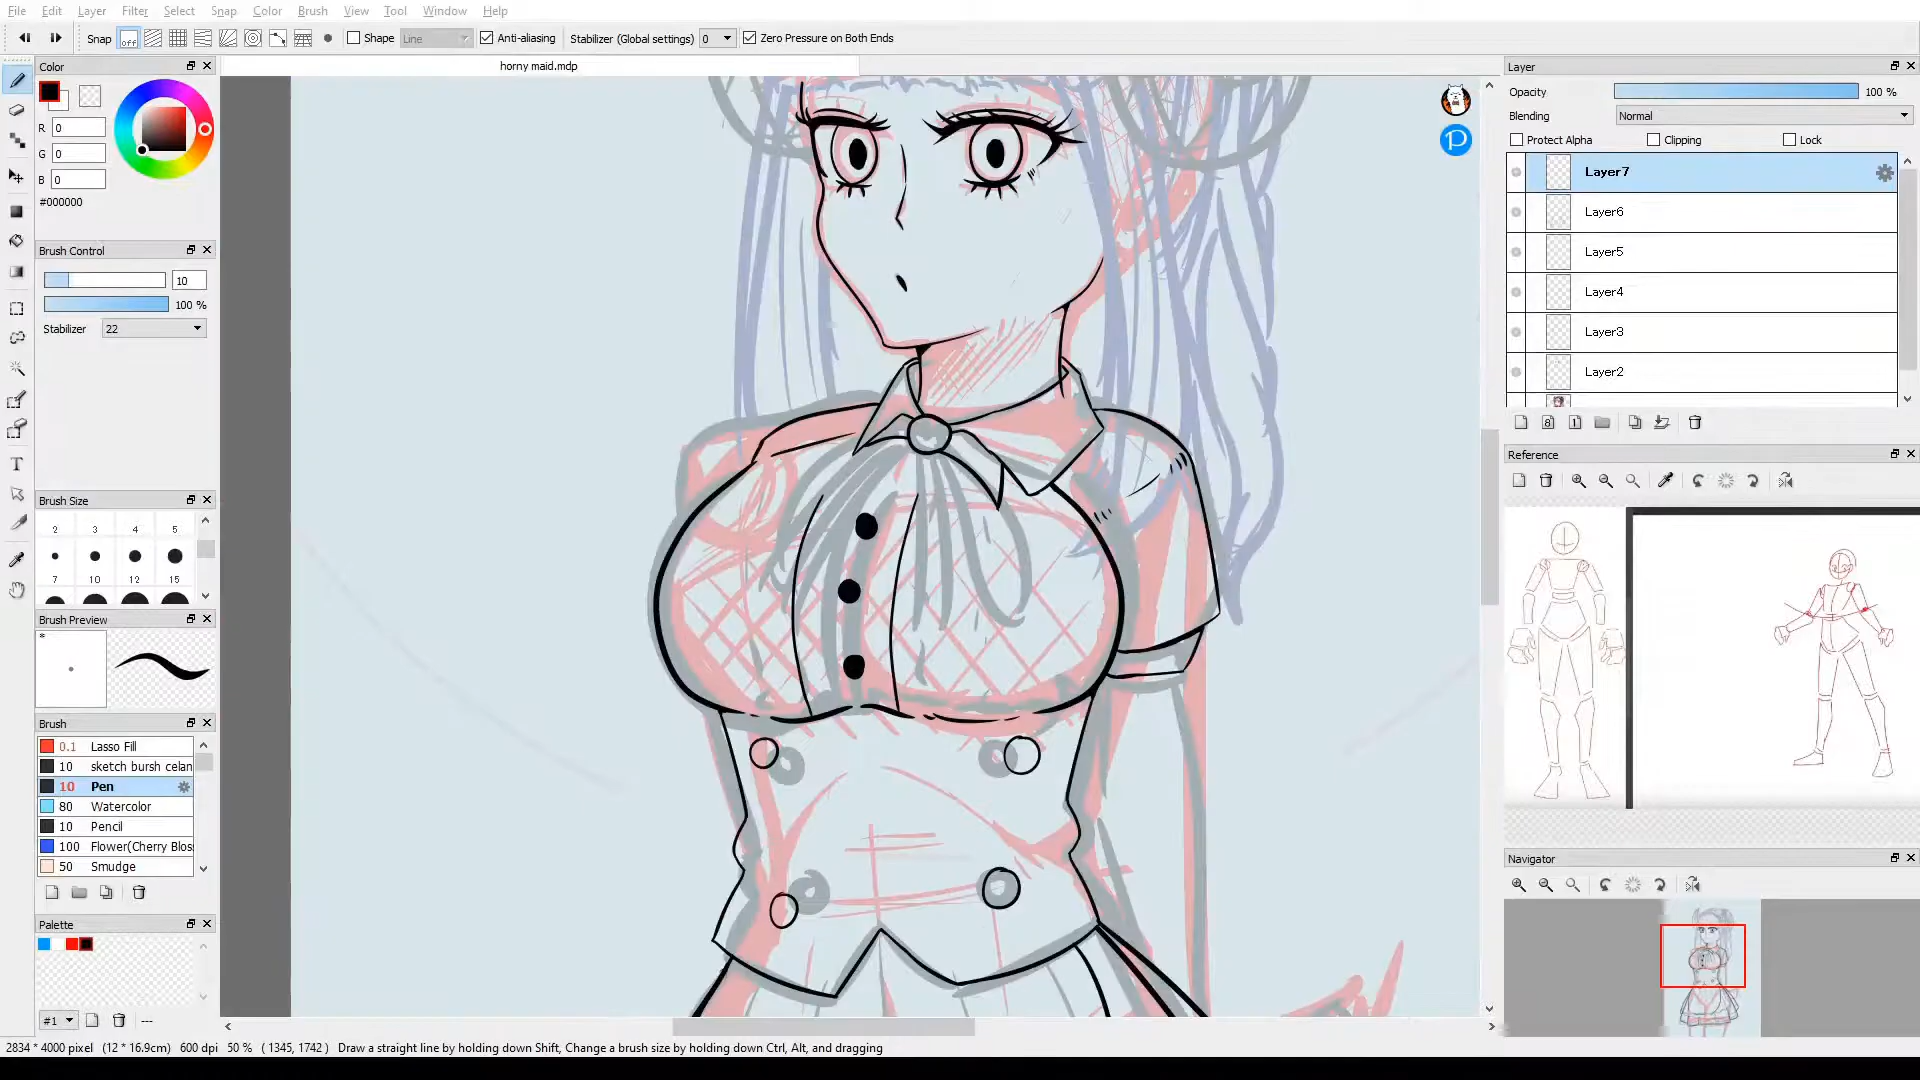 File Edit Layer Filter Select Snap Color Brush View Tool Window Help
Snap off Shape Line Anti-aliasing Stabilizer (Global settings) 0 Zero Pressure on Both Ends
Color
horny maid.mdp
Layer
R 0
G 0
B 0
#000000
Opacity 100 %
Blending Normal
Protect Alpha Clipping Lock
Layer7
Layer6
Layer5
Layer4
Layer3
Layer2
8 1
Brush Control
10
100 %
Stabilizer 22
Reference
Brush Size
2 3 4 5
7 10 12 15
Brush Preview
*
Brush
0.1 Lasso Fill
10 sketch bursh celan
10 Pen
80 Watercolor
10 Pencil
100 Flower(Cherry Blos
50 Smudge
Navigator
Palette
#1 ---
2834 * 4000 pixel (12 * 16.9cm) 600 dpi 50 % ( 1345, 1742 ) Draw a straight line by holding down Shift, Change a brush size by holding down Ctrl, Alt, and dragging